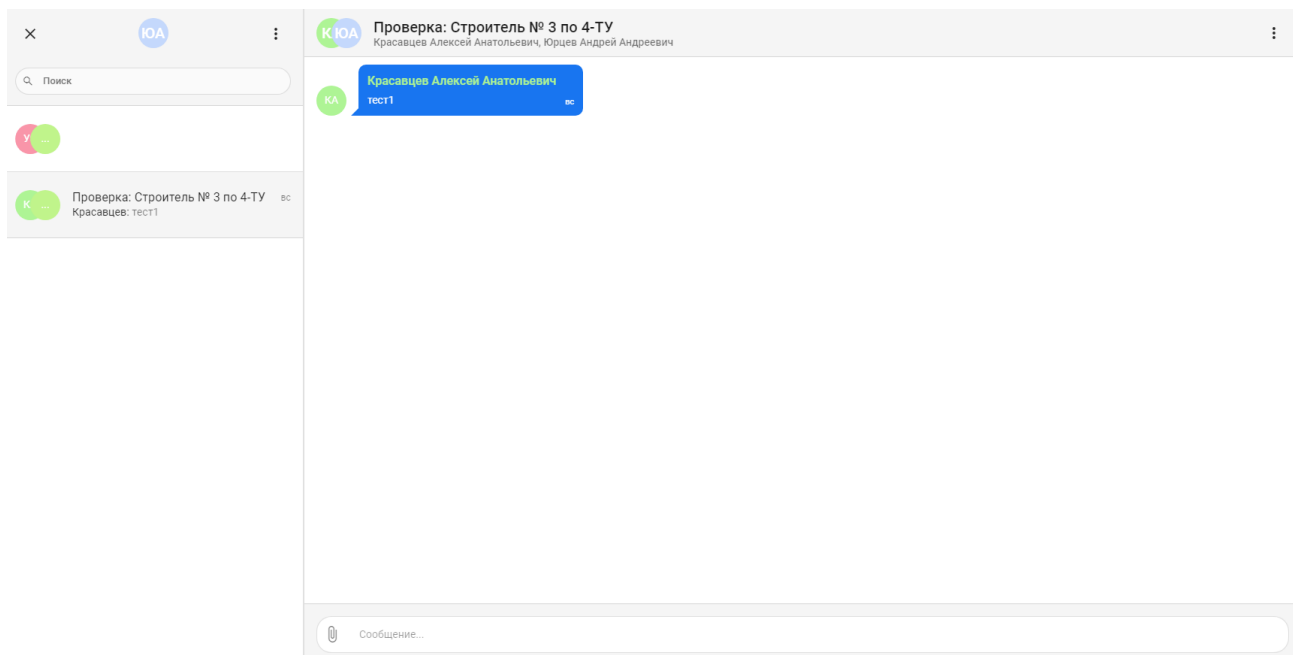 ЮА
Поиск
У ...
К ...
Проверка: Строитель № 3 по 4-ТУ
вс
Красавцев: тест1
К ЮА
Проверка: Строитель № 3 по 4-ТУ
Красавцев Алексей Анатольевич, Юрцев Андрей Андреевич
КА
Красавцев Алексей Анатольевич
тест1
вс
Сообщение...